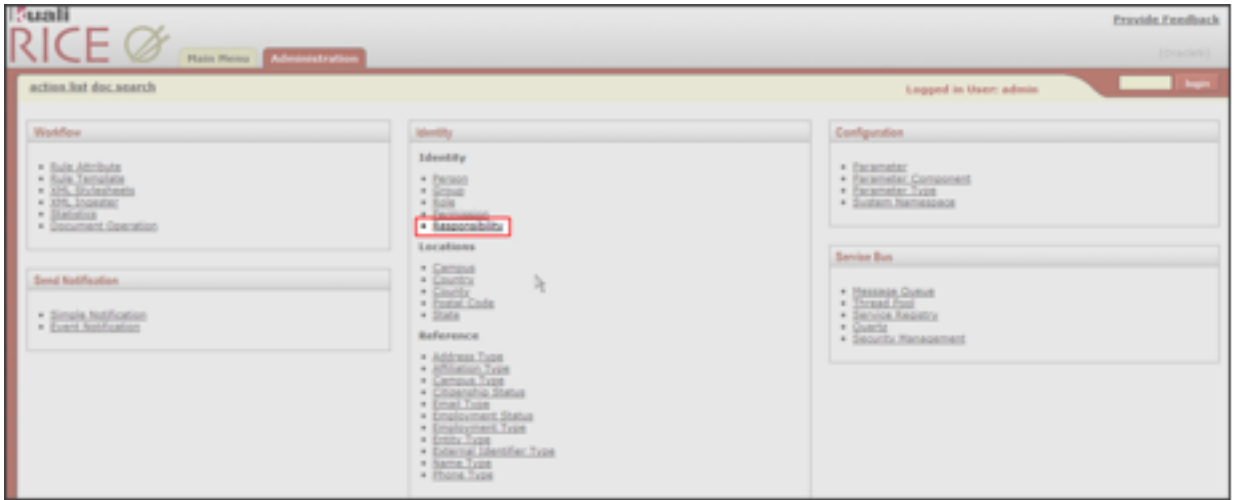 Kuali
RICE
Provide Feedback
Main Menu
Administration
action list doc search
Logged in User: admin
login
Workflow
Rule Attribute
Rule Template
XML Stylesheets
XML Ingester
Statistics
Document Operation
Send Notification
Simple Notification
Event Notification
Identity
Identity
Person
Group
Role
Permission
Responsibility
Locations
Campus
Country
County
Postal Code
State
Reference
Address Type
Affiliation Type
Campus Type
Citizenship Status
Email Type
Employment Status
Employment Type
Entity Type
External Identifier Type
Name Type
Phone Type
Configuration
Parameter
Parameter Component
Parameter Type
System Namespace
Service Bus
Message Queue
Thread Pool
Service Registry
Quartz
Security Management